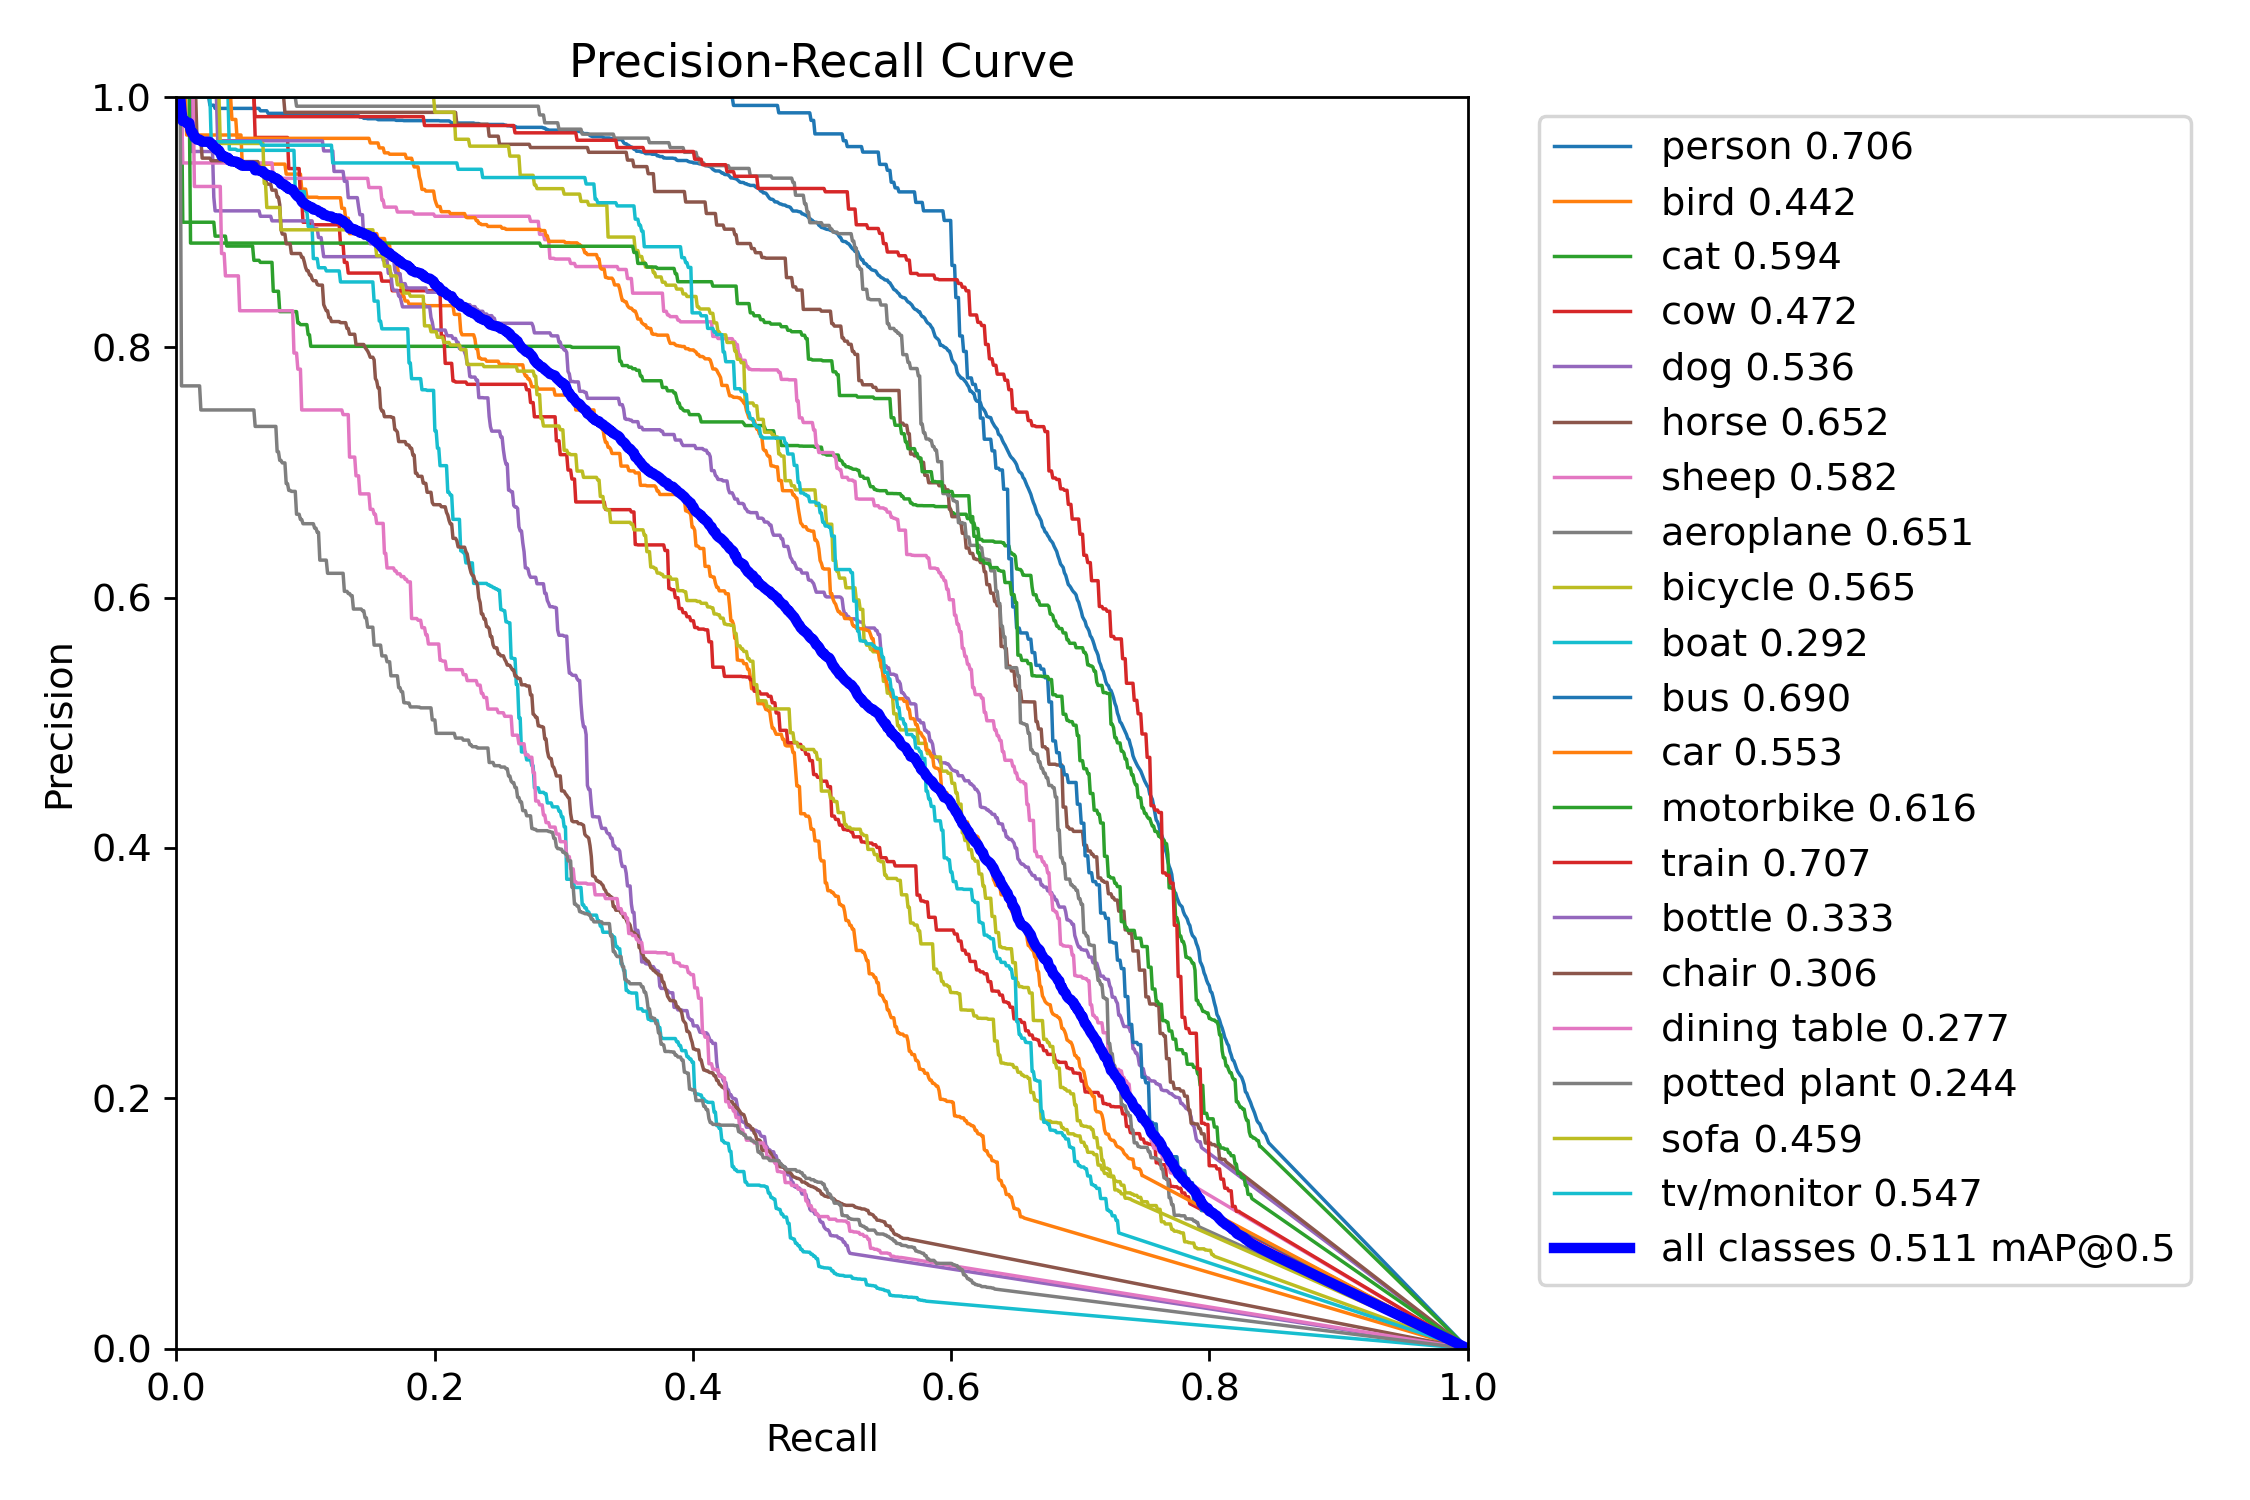 Precision-Recall Curve
1.0
0.8
0.6
0.4
0.2
0.0
Precision
0.0 0.2 0.4 0.6 0.8 1.0
Recall
person 0.706
bird 0.442
cat 0.594
cow 0.472
dog 0.536
horse 0.652
sheep 0.582
aeroplane 0.651
bicycle 0.565
boat 0.292
bus 0.690
car 0.553
motorbike 0.616
train 0.707
bottle 0.333
chair 0.306
dining table 0.277
potted plant 0.244
sofa 0.459
tv/monitor 0.547
all classes 0.511 mAP@0.5